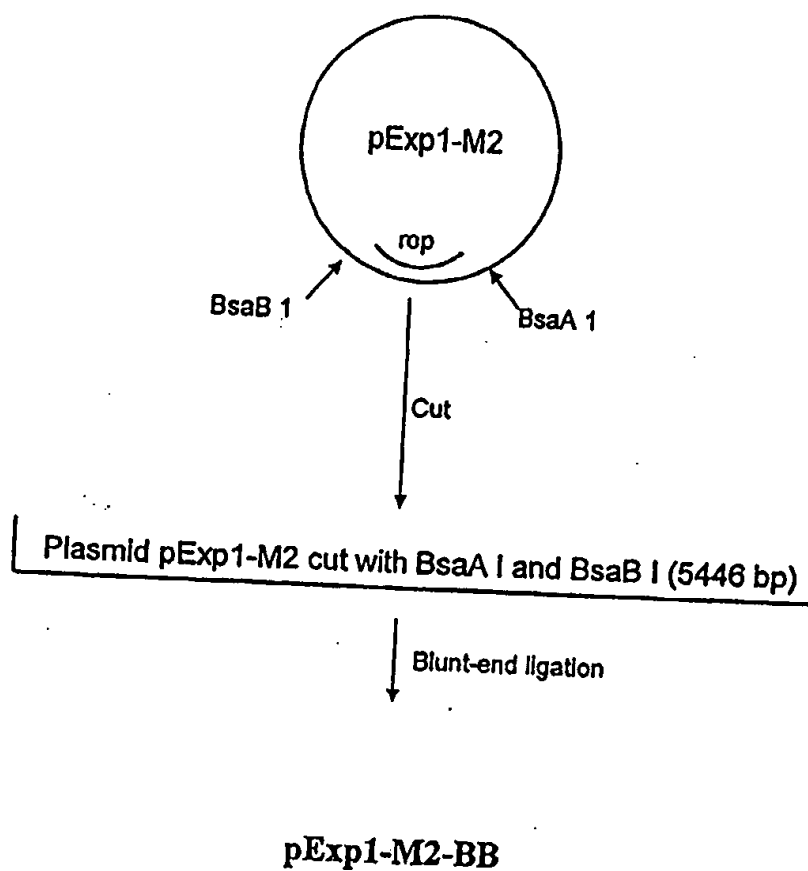 pExp1-M2
rop
BsaB 1
BsaA 1
Cut
Plasmid pExp1-M2 cut with BsaA I and BsaB I (5446 bp)
Blunt-end ligation
pExp1-M2-BB